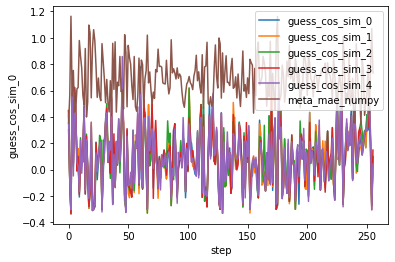 1.2
1.0
0.8
0.6
0.4
0.2
0.0
−0.2
−0.4
guess_cos_sim_0
guess_cos_sim_0
guess_cos_sim_1
guess_cos_sim_2
guess_cos_sim_3
guess_cos_sim_4
meta_mae_numpy
0 50 100 150 200 250
step